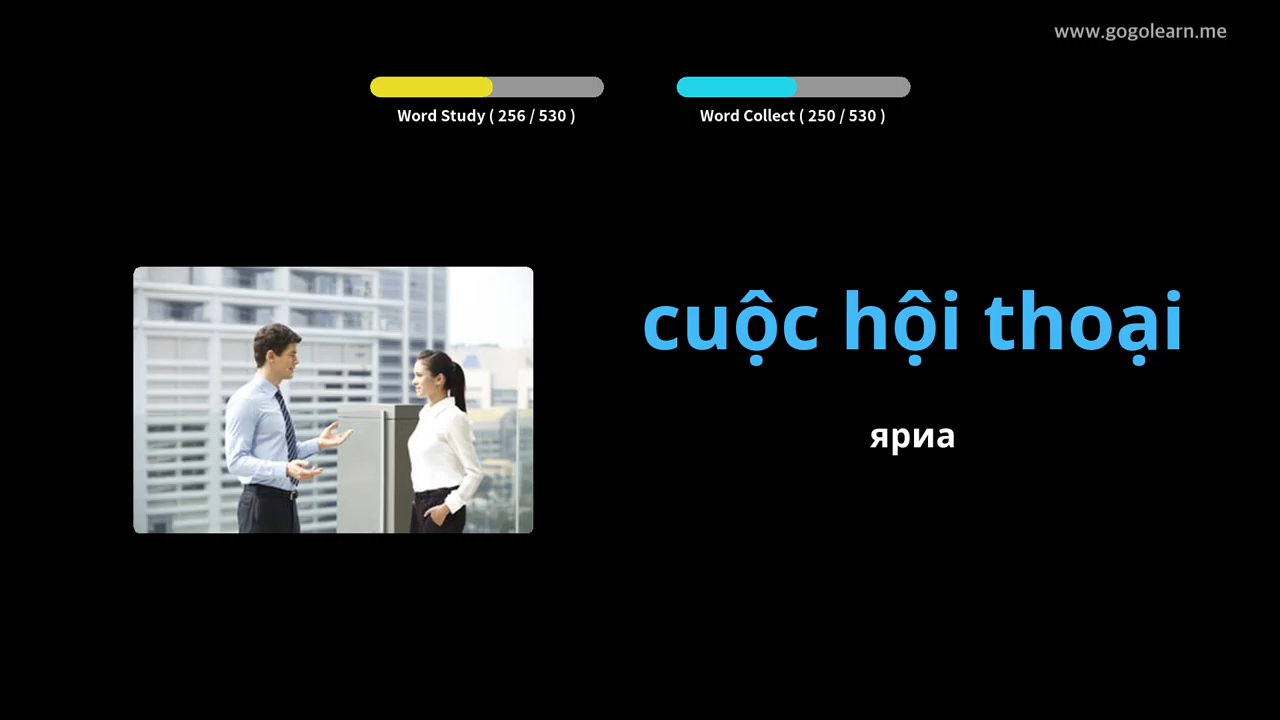 www.gogolearn.me
Word Study ( 256 / 530 )
Word Collect ( 250 / 530 )
cuộc hội thoại
яриа